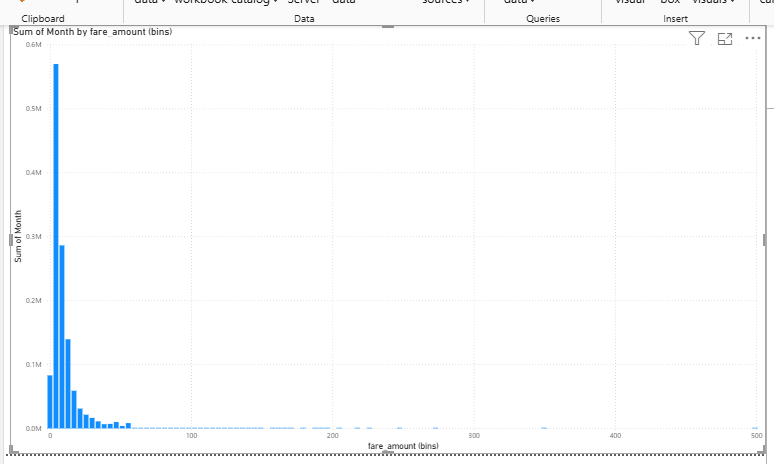 data workbook catalog Server data sources data visual box visuals
Clipboard Data Queries Insert
Sum of Month by fare_amount (bins)
0.6M
0.5M
0.4M
0.3M
0.2M
0.1M
0.0M
Sum of Month
0 100 200 300 400 500
fare_amount (bins)